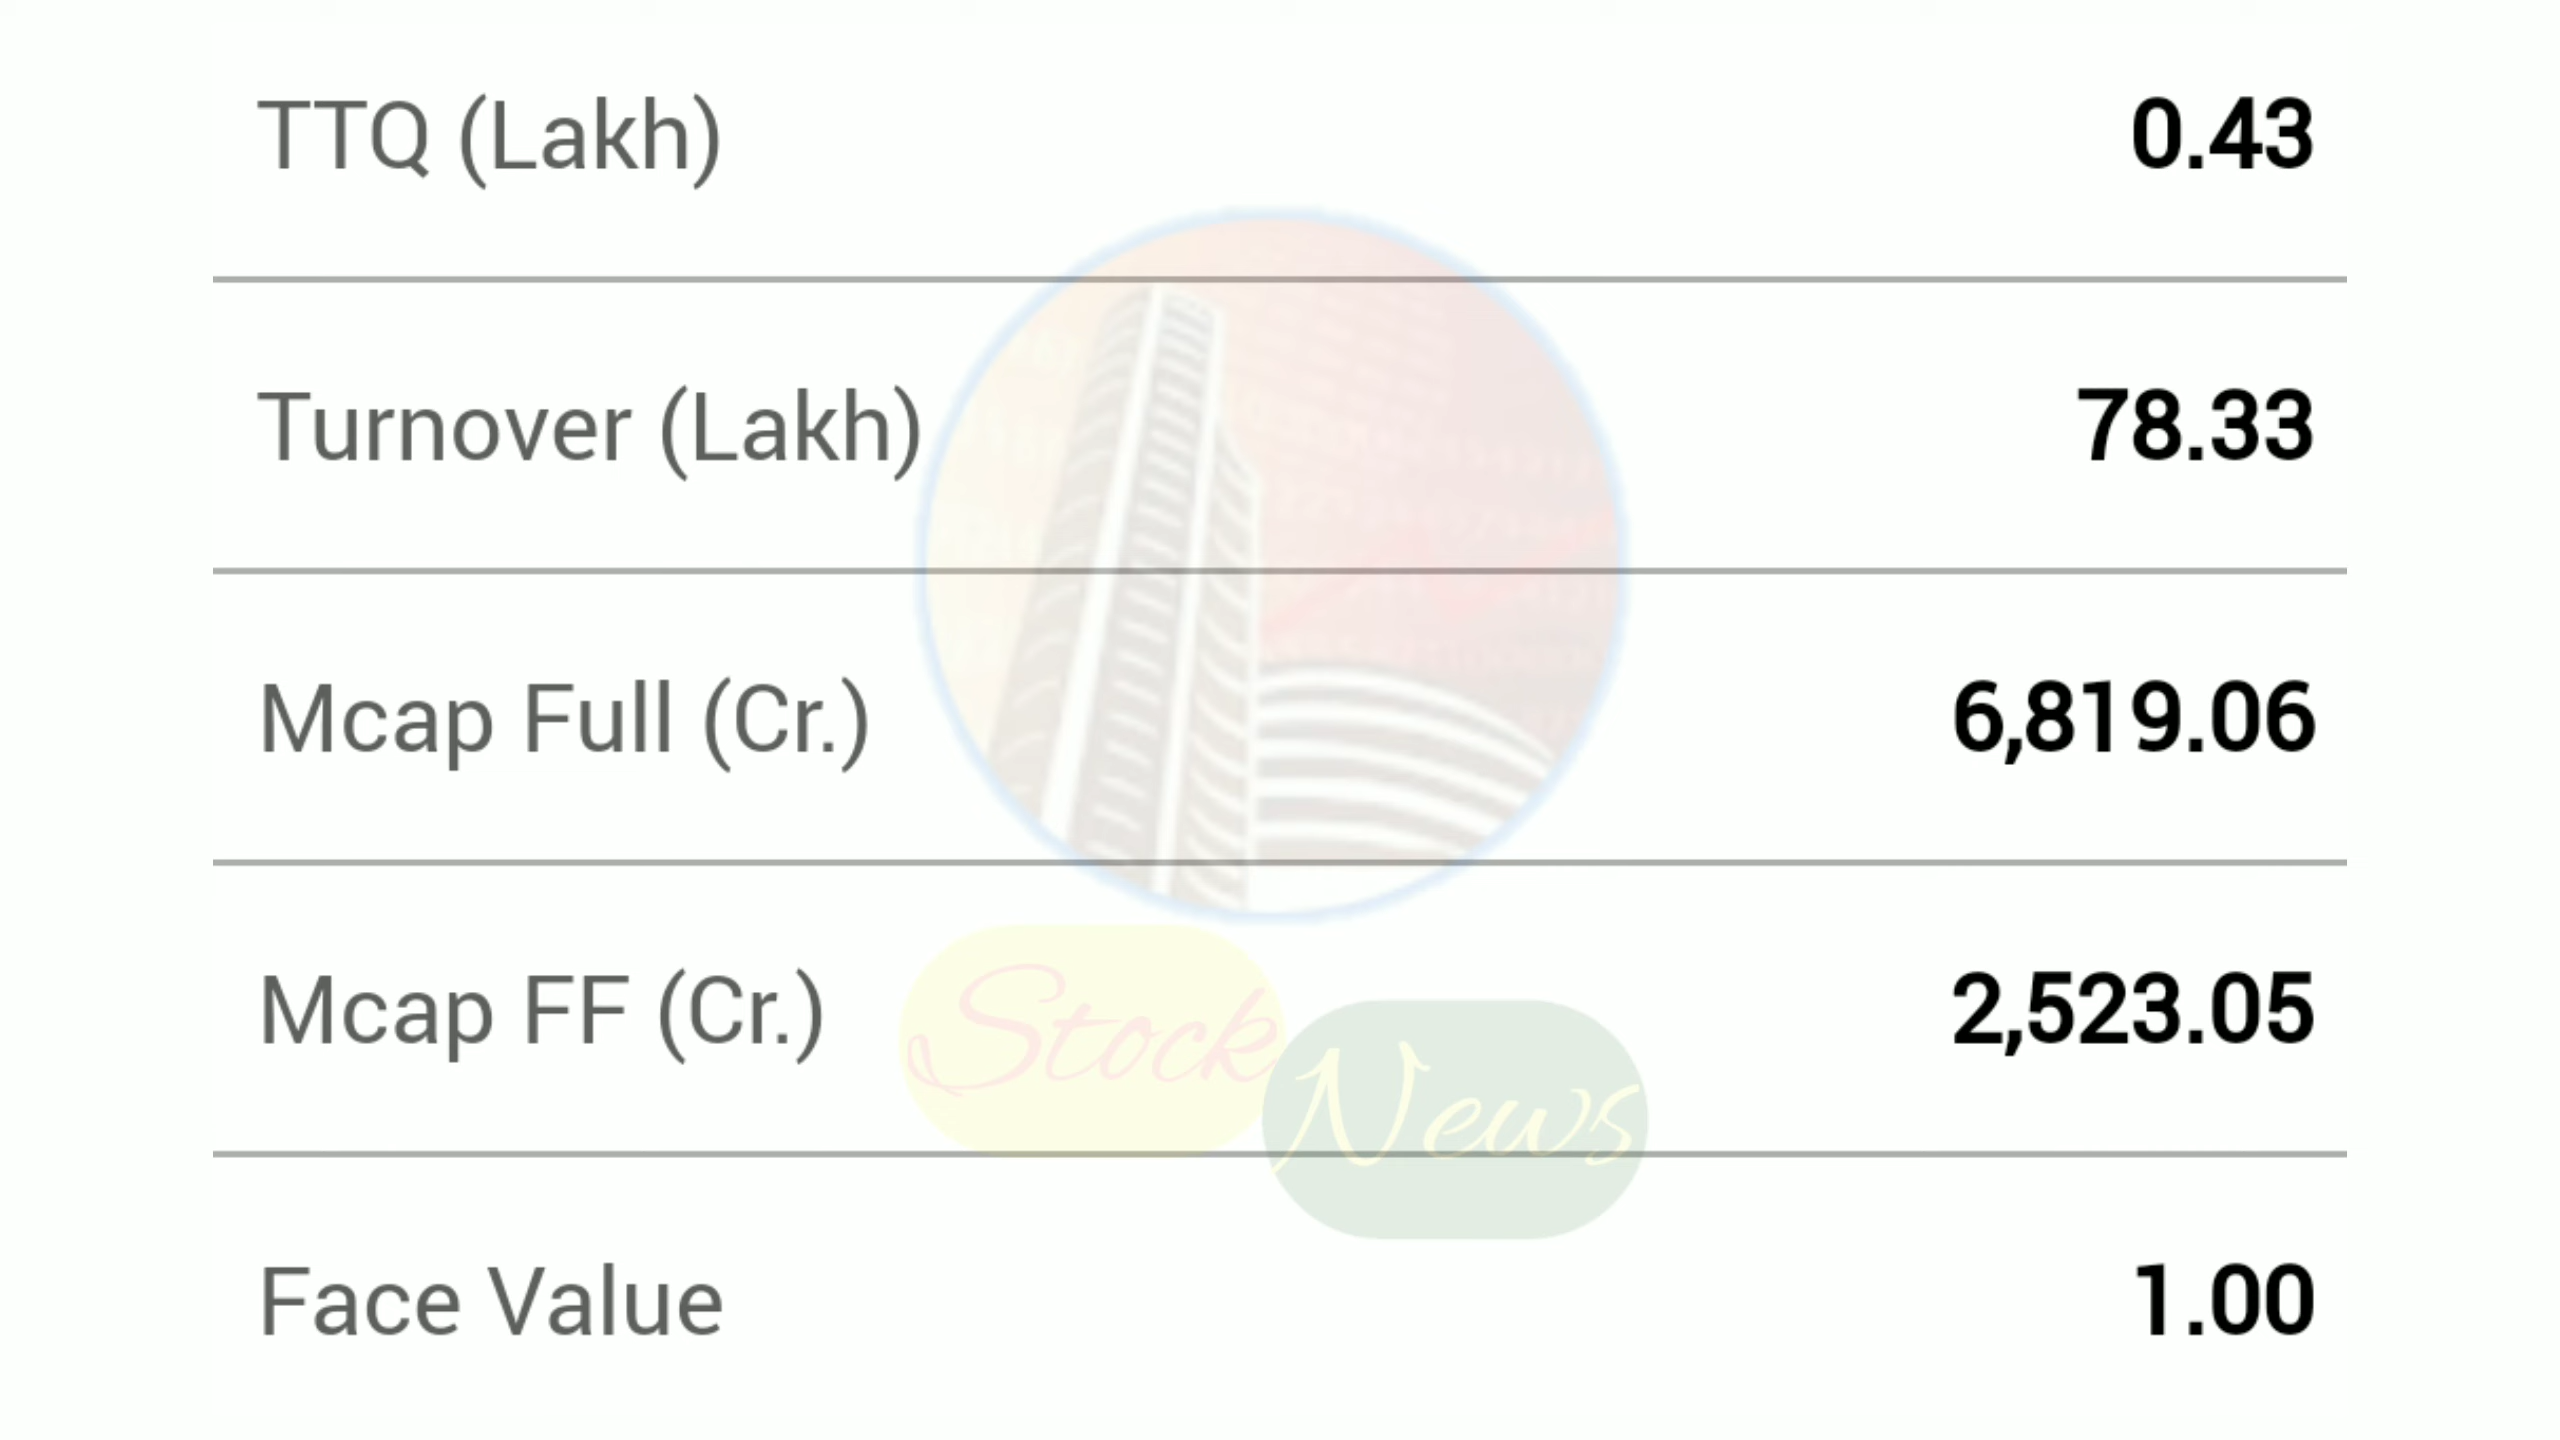 TTQ (Lakh) 0.43
Turnover (Lakh) 78.33
Mcap Full (Cr.) 6,819.06
Mcap FF (Cr.) 2,523.05
Stock
News
Face Value 1.00